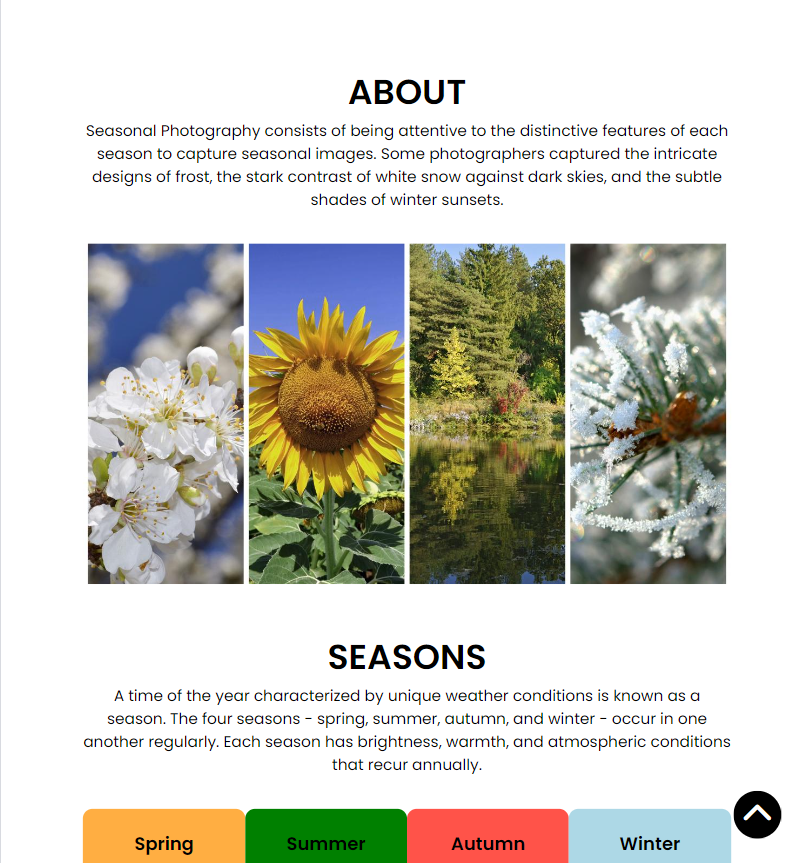 ABOUT
Seasonal Photography consists of being attentive to the distinctive features of each
season to capture seasonal images. Some photographers captured the intricate
designs of frost, the stark contrast of white snow against dark skies, and the subtle
shades of winter sunsets.
SEASONS
A time of the year characterized by unique weather conditions is known as a
season. The four seasons - spring, summer, autumn, and winter - occur in one
another regularly. Each season has brightness, warmth, and atmospheric conditions
that recur annually.
Spring
Summer
Autumn
Winter